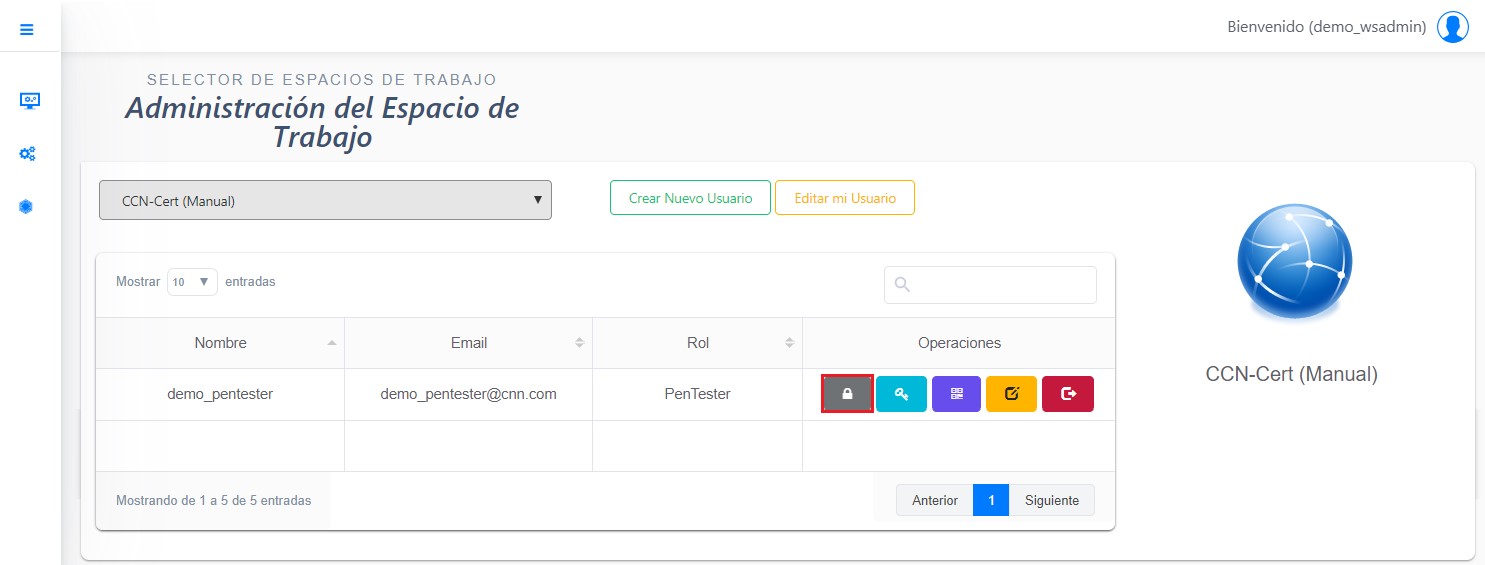 Bienvenido (demo_wsadmin)
SELECTOR DE ESPACIOS DE TRABAJO
Administración del Espacio de
Trabajo
CCN-Cert (Manual)
Crear Nuevo Usuario
Editar mi Usuario
Mostrar 10 entradas
Nombre Email Rol Operaciones
demo_pentester demo_pentester@cnn.com PenTester
Mostrando de 1 a 5 de 5 entradas
Anterior 1 Siguiente
CCN-Cert (Manual)